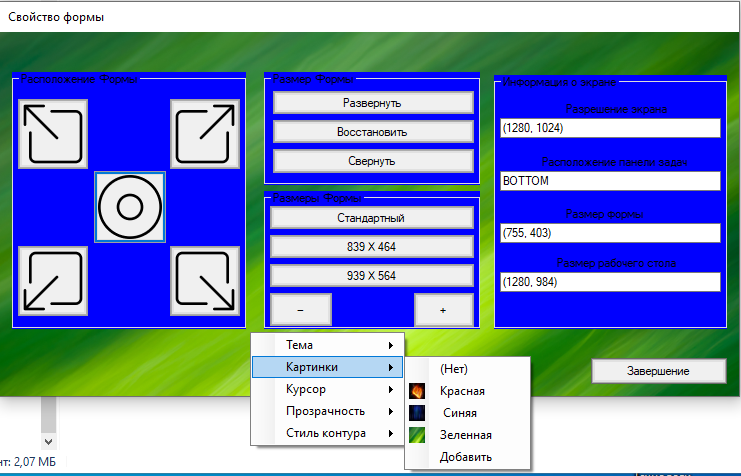 Свойство формы
Расположение Формы
Размер Формы
Развернуть
Восстановить
Свернуть
Размеры Формы
Стандартный
839 X 464
939 X 564
–
+
Информация о экране
Разрешение экрана
(1280, 1024)
Расположение панели задач
BOTTOM
Размер формы
(755, 403)
Размер рабочего стола
(1280, 984)
Завершение
Тема
Картинки
Курсор
Прозрачность
Стиль контура
(Нет)
Красная
Синяя
Зеленная
Добавить
нт: 2,07 МБ